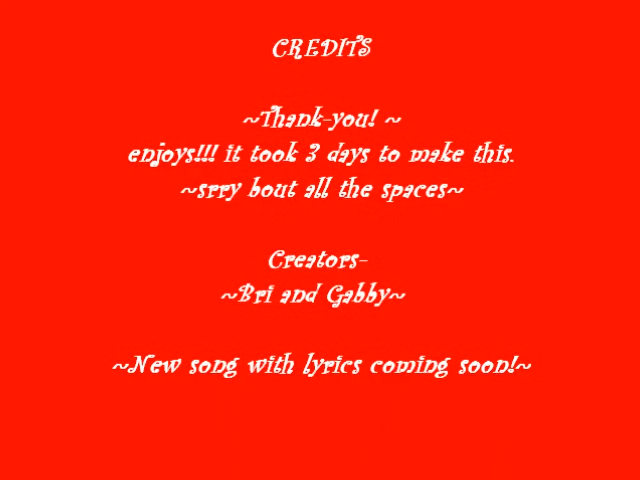 CREDITS
~Thank-you! ~
enjoys!!! it took 3 days to make this.
~srry bout all the spaces~
Creators-
~Bri and Gabby~
~New song with lyrics coming soon!~